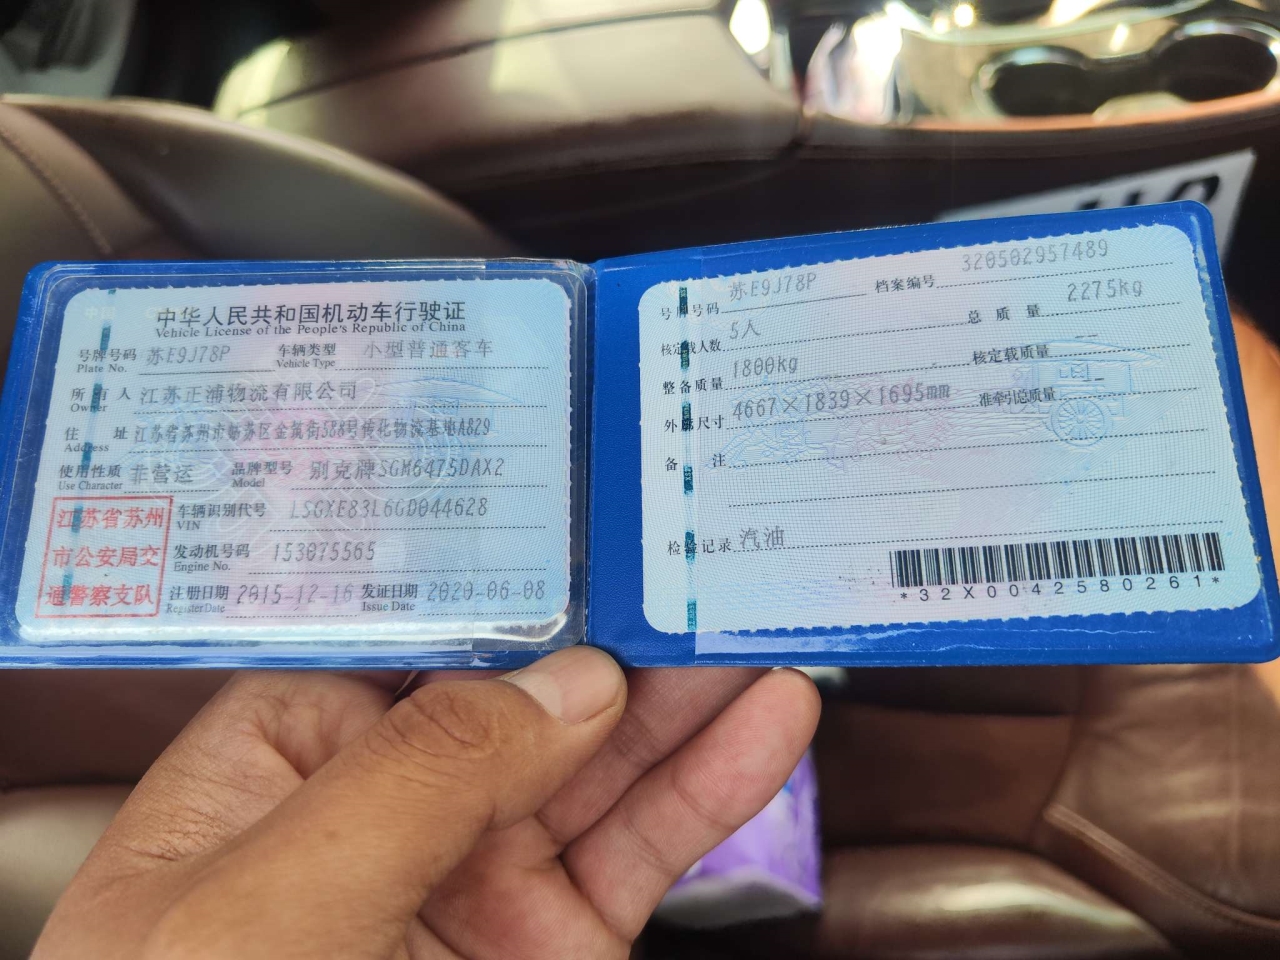 中华人民共和国机动车行驶证
Vehicle License of the People's Republic of China
号牌号码 苏E9J78P 车辆类型 小型普通客车
Plate No. Vehicle Type
所有人 江苏正浦物流有限公司
Owner
住址 江苏省苏州市姑苏区金筑街388号传化物流基地A829
Address
使用性质 非营运 品牌型号 别克牌SGM6475DAX2
Use Character Model
车辆识别代号 LSGXE83L6GD044628
VIN
发动机号码 153075565
Engine No.
注册日期 2015-12-16 发证日期 2020-06-08
Register Date Issue Date
江苏省苏州
市公安局交
通警察支队
号牌号码 苏E9J78P 档案编号 320502957489
核定载人数 5人 总质量 2275kg
整备质量 1800kg 核定载质量 --
外廓尺寸 4667×1839×1695mm 准牵引总质量 --
备注
检验记录 汽油
*32X0042580261*